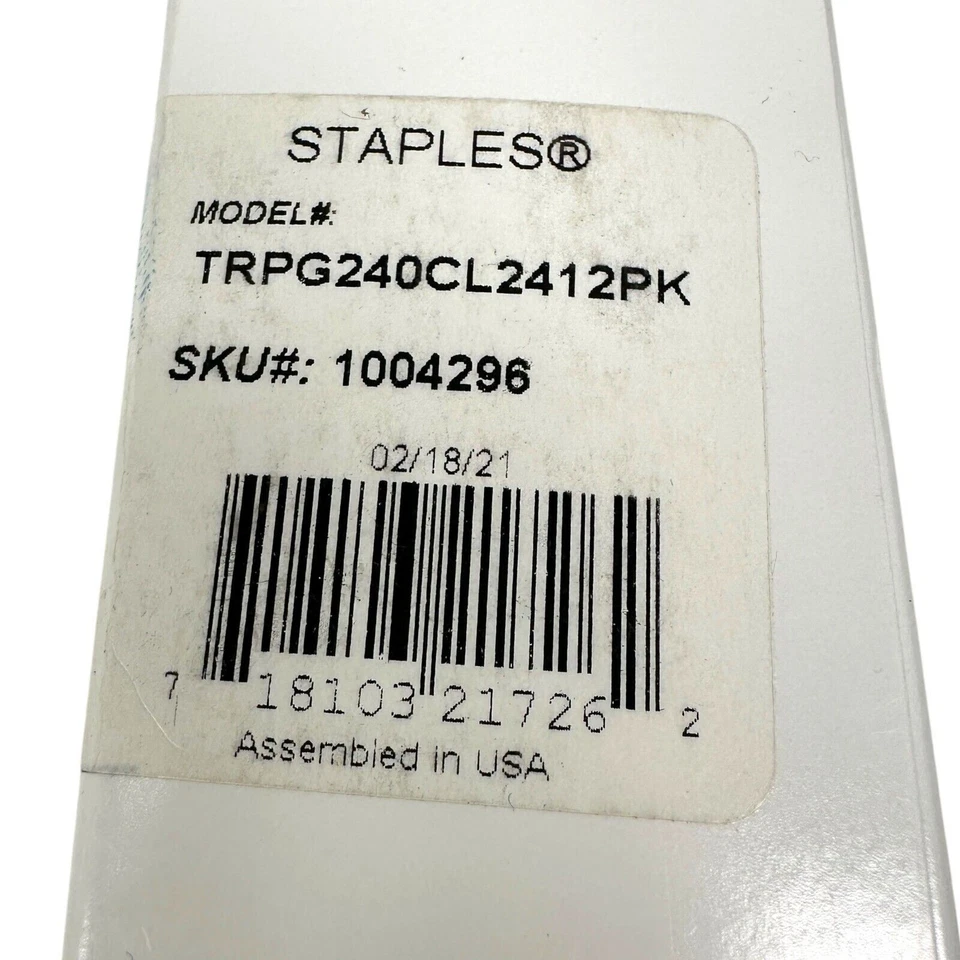 STAPLES®
MODEL#:
TRPG240CL2412PK
SKU#: 1004296
02/18/21
7 18103 21726 2
Assembled in USA